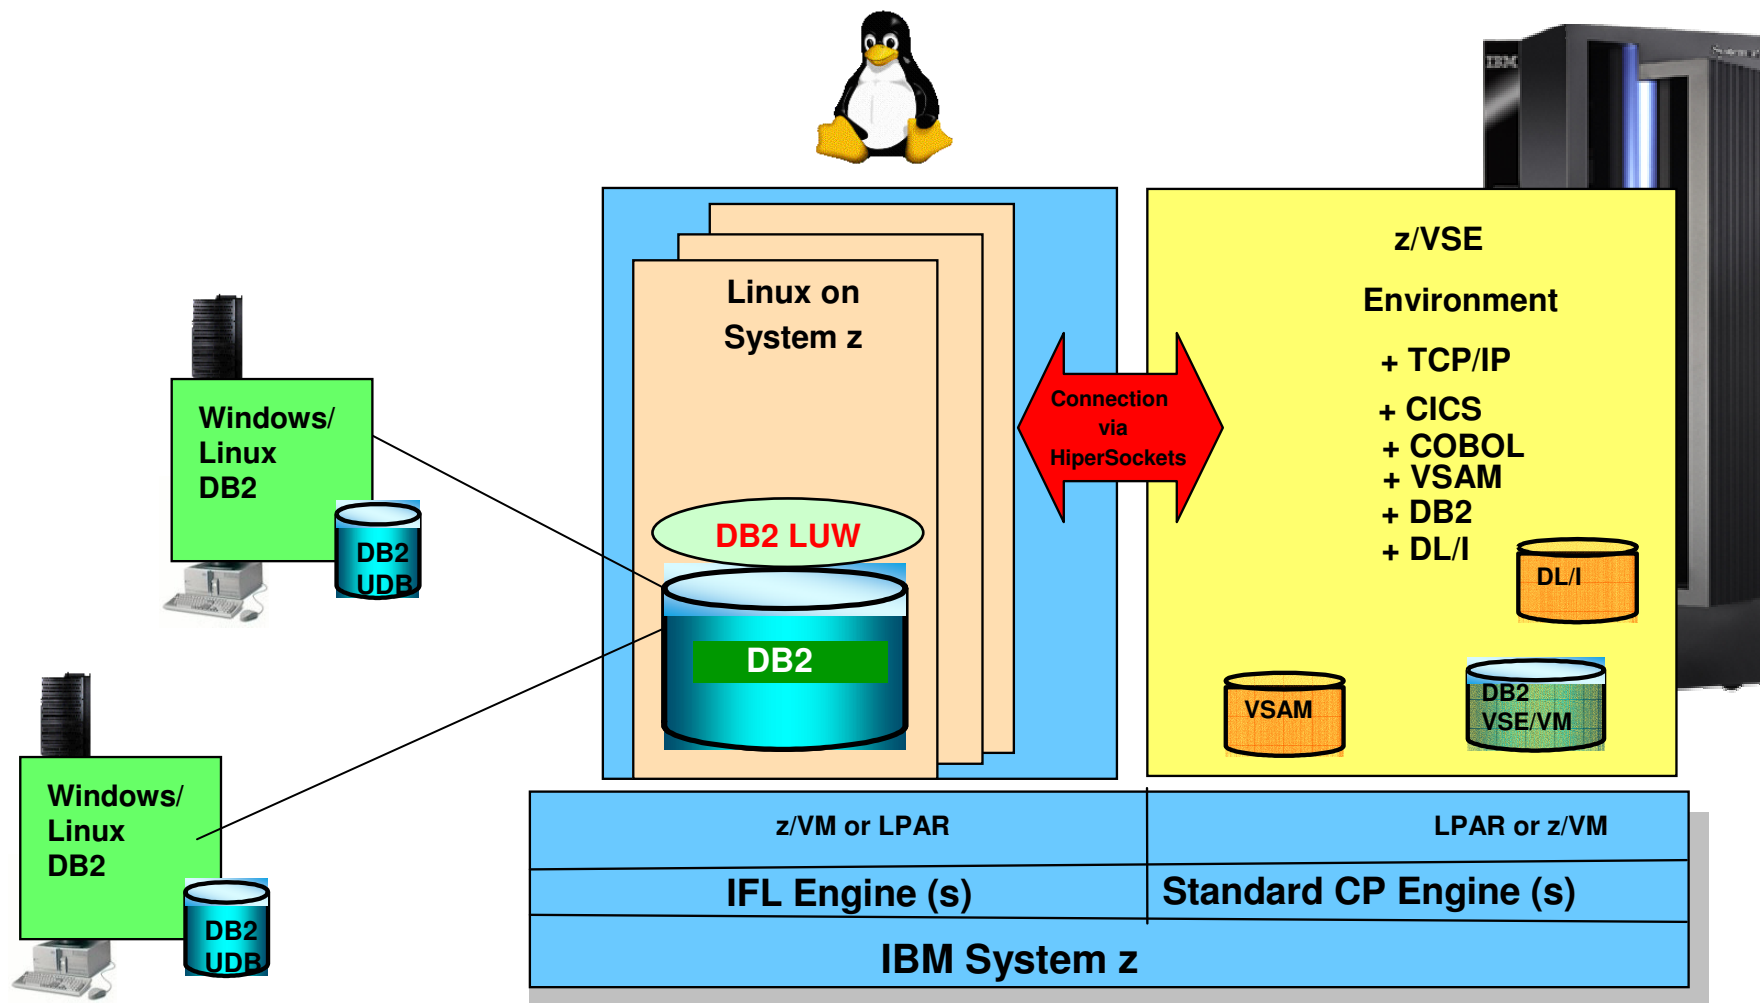 IBM
z/VSE
Environment
+ TCP/IP
+ CICS
+ COBOL
+ VSAM
+ DB2
+ DL/I
DL/I
VSAM
DB2
VSE/VM
Linux on
System z
Connection
via
HiperSockets
DB2 LUW
DB2
Windows/
Linux
DB2
DB2
UDB
Windows/
Linux
DB2
DB2
UDB
z/VM or LPAR
LPAR or z/VM
IFL Engine (s)
Standard CP Engine (s)
IBM System z